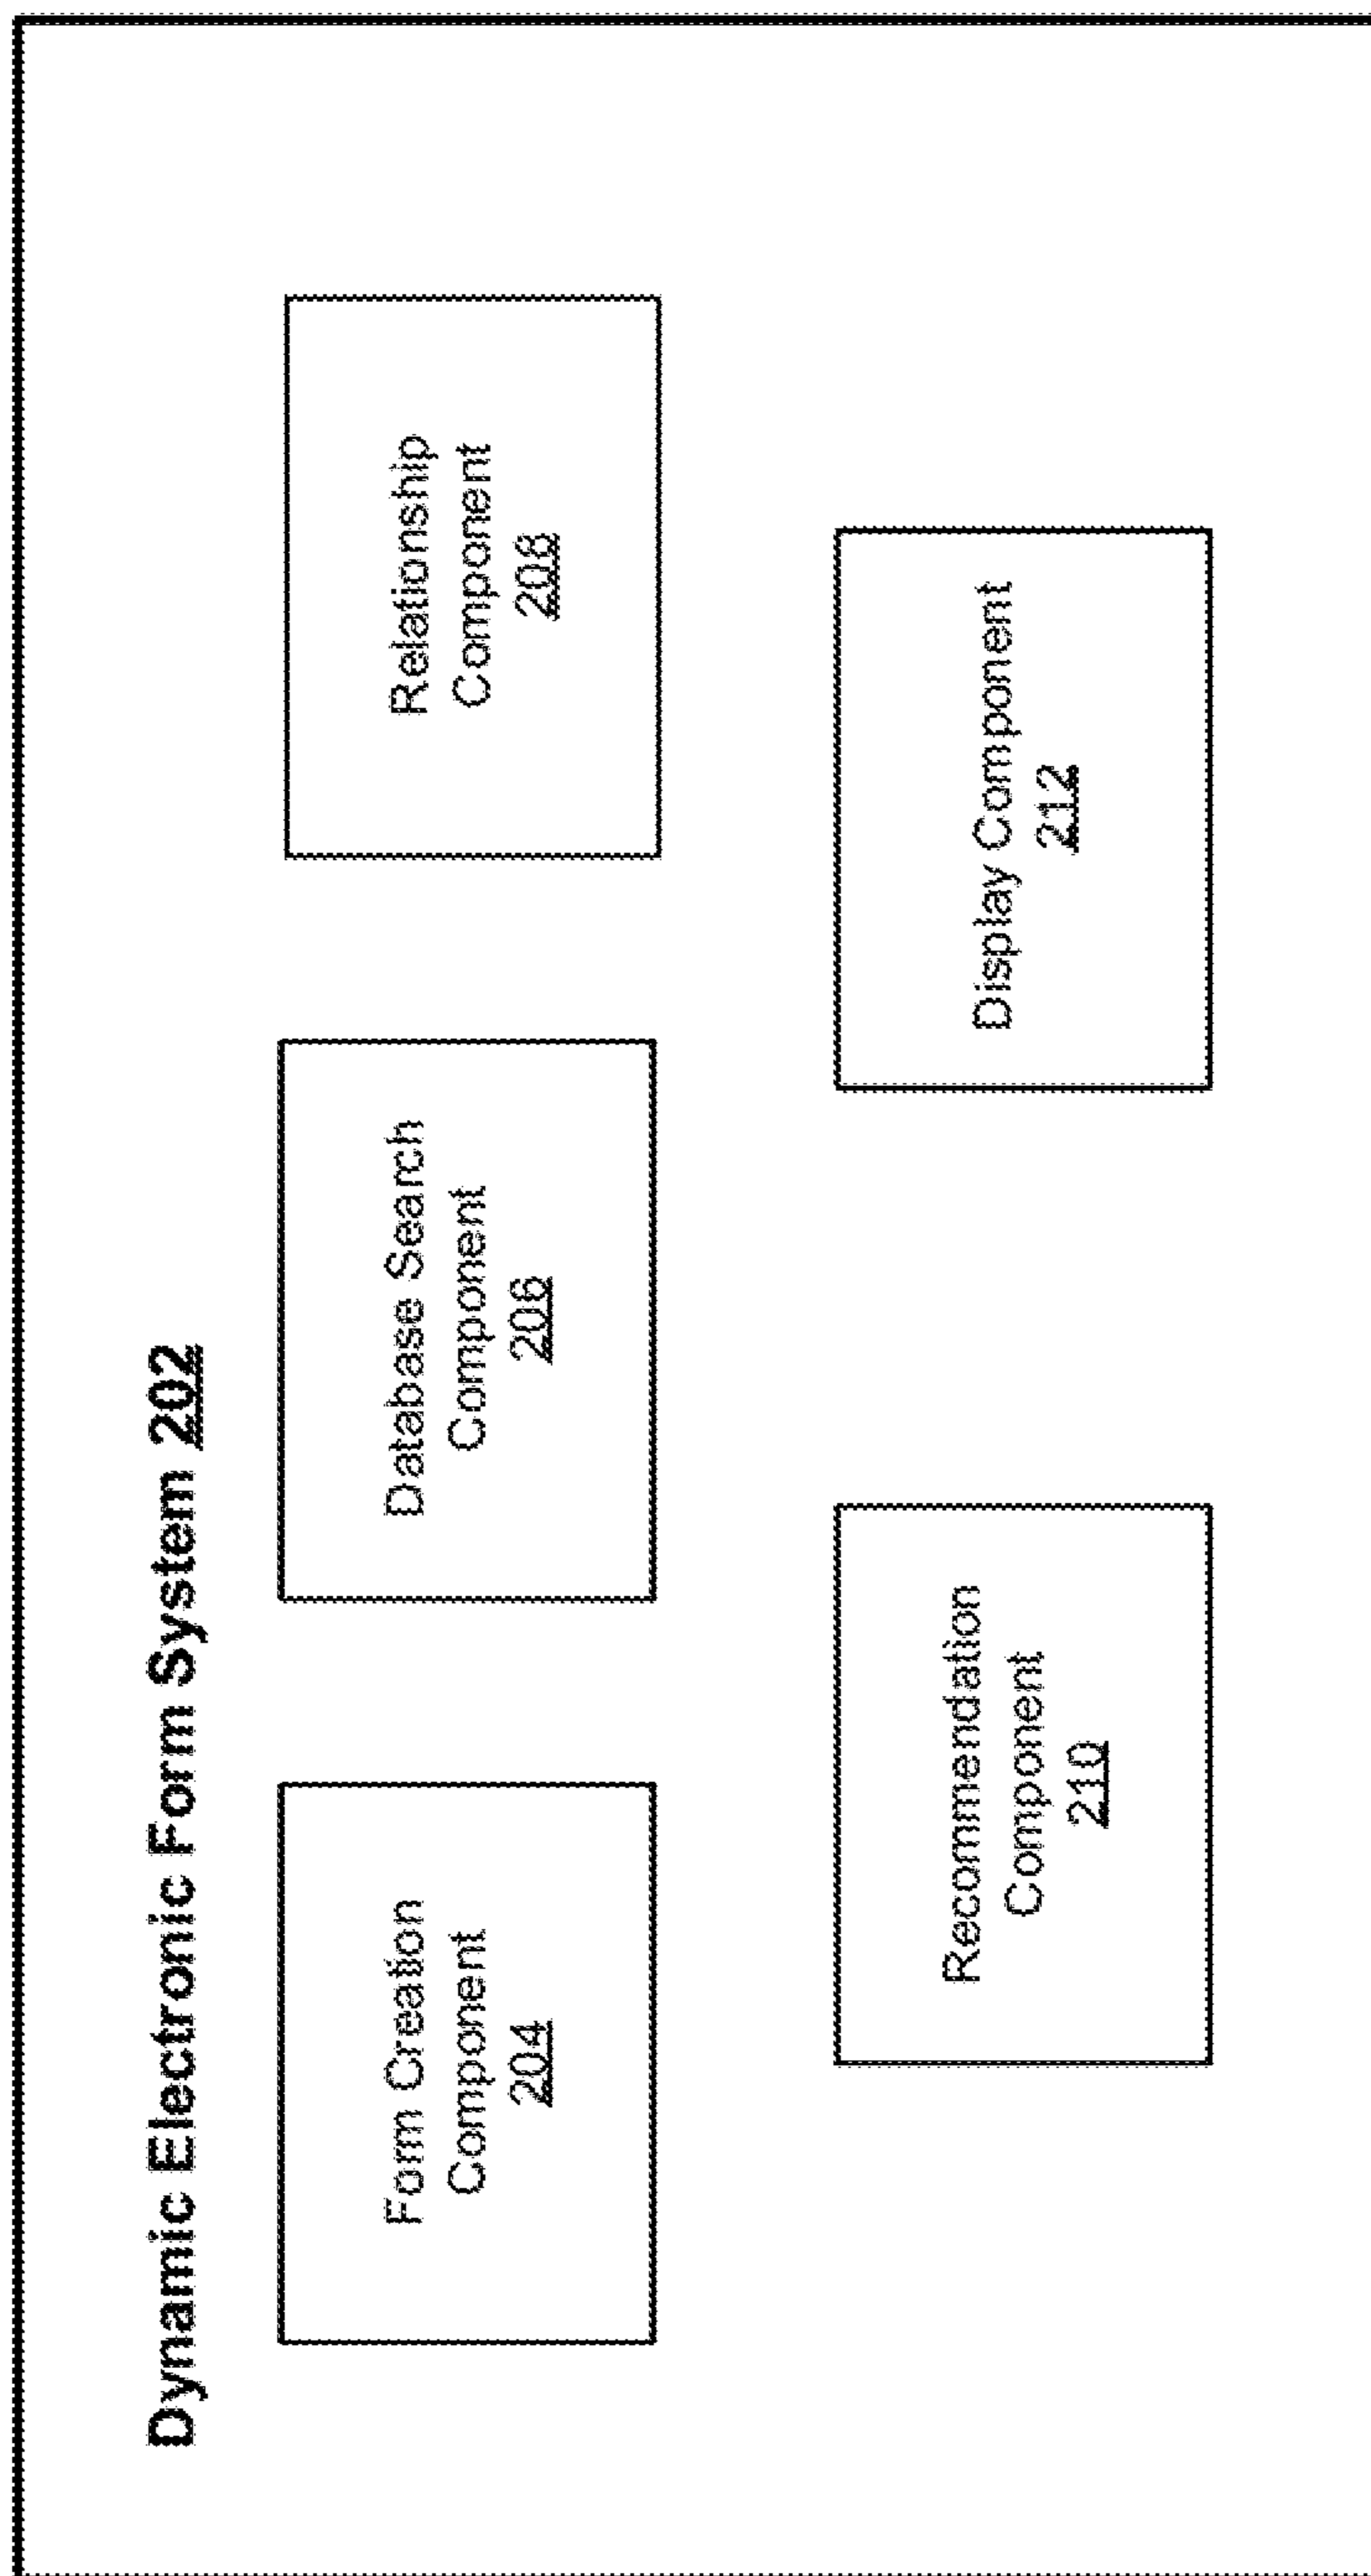 Dynamic Electronic Form System 202
Form Creation
Component
204
Database Search
Component
206
Relationship
Component
208
Recommendation
Component
210
Display Component
212